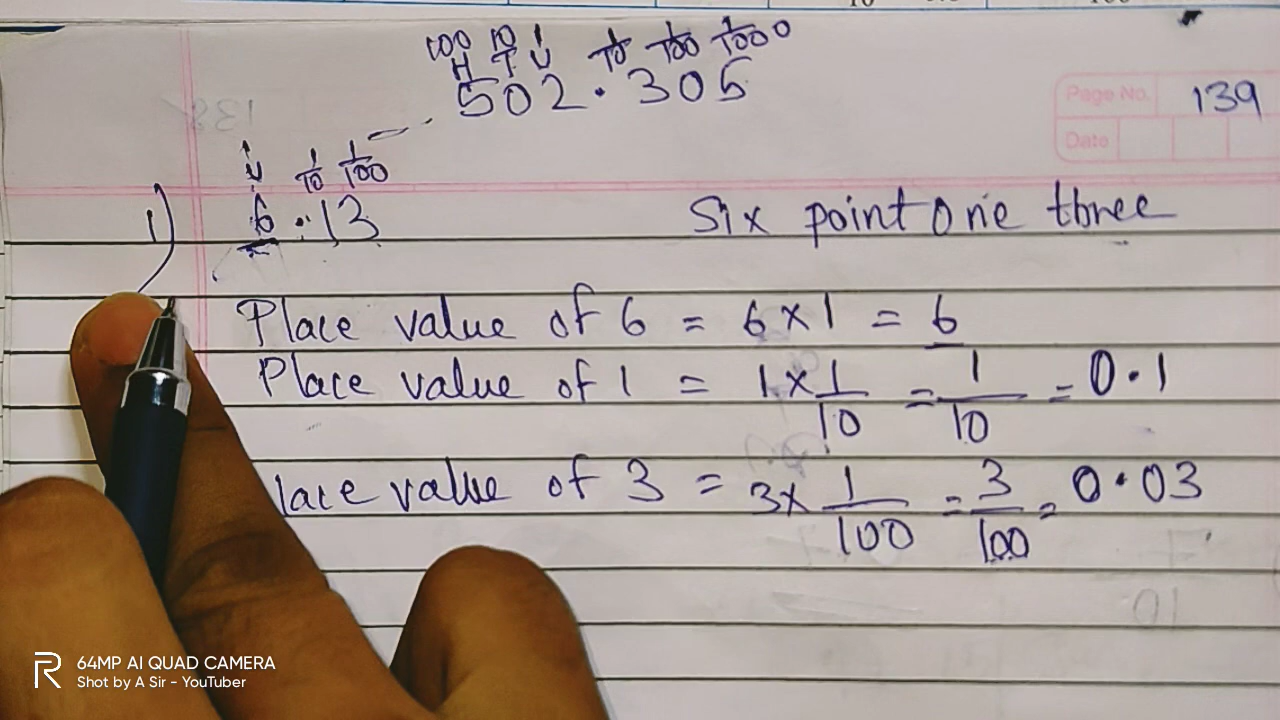 100 10 1 1/10 1/100 1/1000
H T U
502.305
Page No. 139
Date
1
U 1/10 1/100
1) 6.13 Six point One three
Place value of 6 = 6×1 = 6
Place value of 1 = 1×1/10 = 1/10 = 0.1
lace value of 3 = 3×1/100 = 3/100 = 0.03
64MP AI QUAD CAMERA
Shot by A Sir - YouTuber